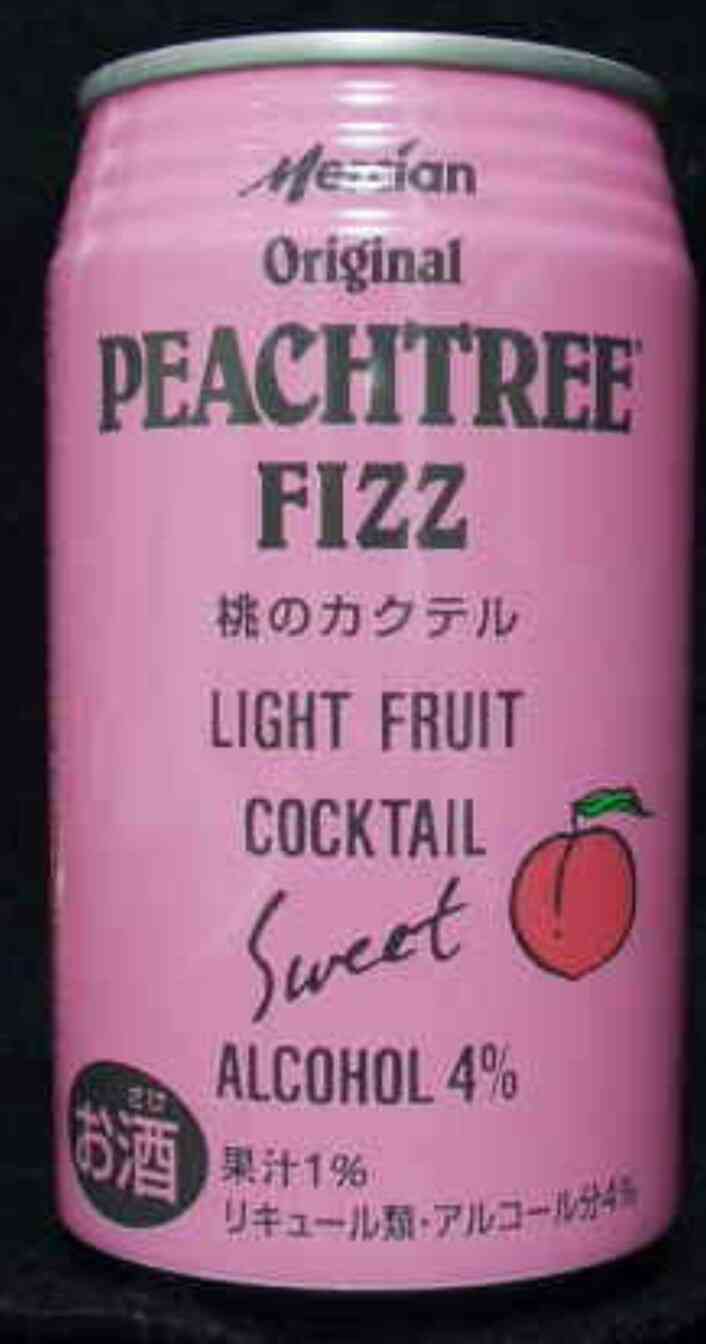 Mercian
Original
PEACHTREE
FIZZ
桃のカクテル
LIGHT FRUIT
COCKTAIL
Sweet
ALCOHOL 4%
さけ
お酒
果汁1%
リキュール類・アルコール分4%